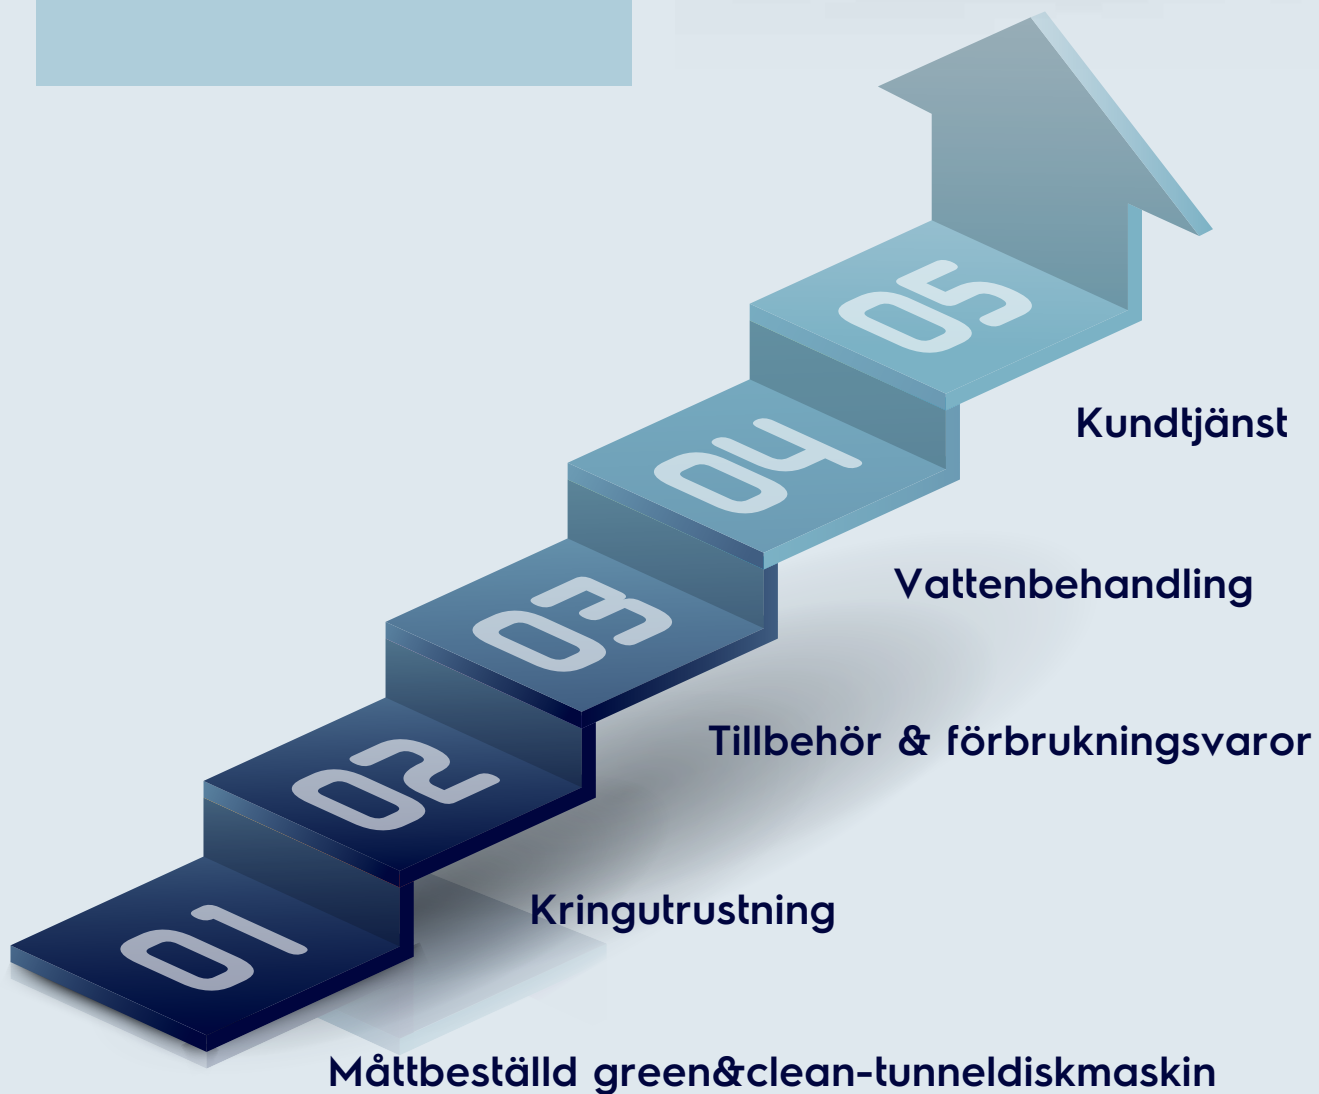 05
Kundtjänst
04
Vattenbehandling
03
Tillbehör & förbrukningsvaror
02
Kringutrustning
01
Måttbeställd green&clean-tunneldiskmaskin